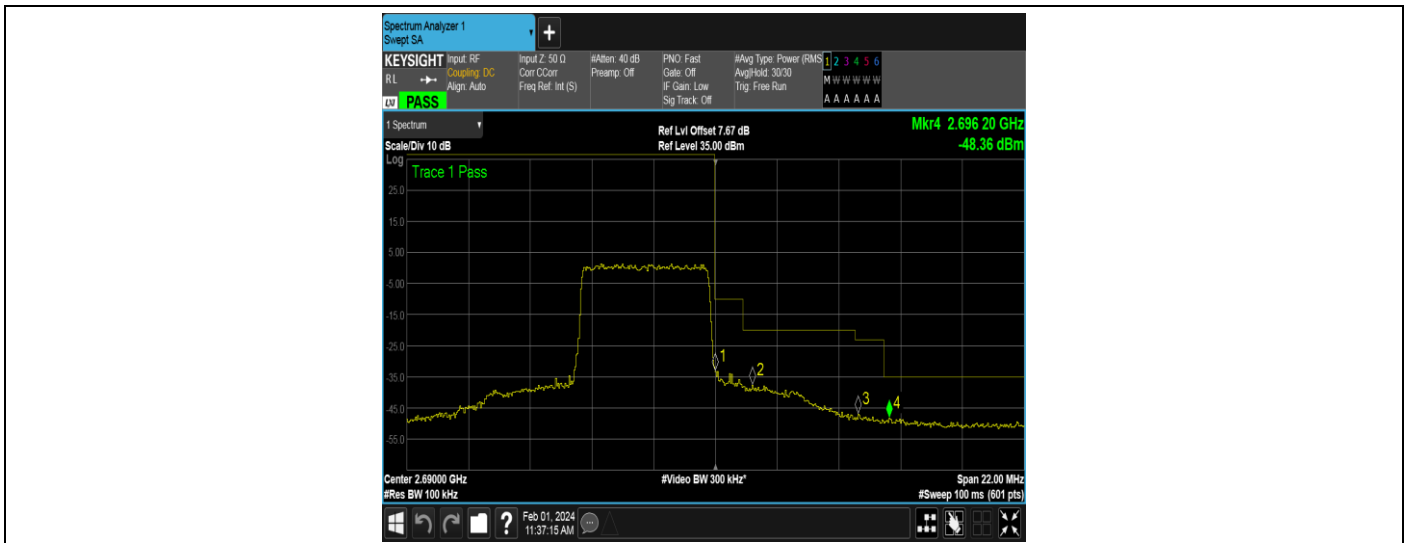 Spectrum Analyzer 1
Swept SA
+
KEYSIGHT
RL
LXI PASS
Input: RF
Coupling: DC
Align: Auto
Input Z: 50 Ω
Corr CCorr
Freq Ref: Int (S)
#Atten: 40 dB
Preamp: Off
PNO: Fast
Gate: Off
IF Gain: Low
Sig Track: Off
#Avg Type: Power (RMS
Avg|Hold: 30/30
Trig: Free Run
1 2 3 4 5 6
M W W W W W
A A A A A A
1 Spectrum
Scale/Div 10 dB
Ref Lvl Offset 7.67 dB
Ref Level 35.00 dBm
Mkr4 2.696 20 GHz
-48.36 dBm
Log
Trace 1 Pass
25.0
15.0
5.00
-5.00
-15.0
-25.0
-35.0
-45.0
-55.0
1
2
3
4
Center 2.69000 GHz
#Video BW 300 kHz*
Span 22.00 MHz
#Res BW 100 kHz
#Sweep 100 ms (601 pts)
?
Feb 01, 2024
11:37:15 AM